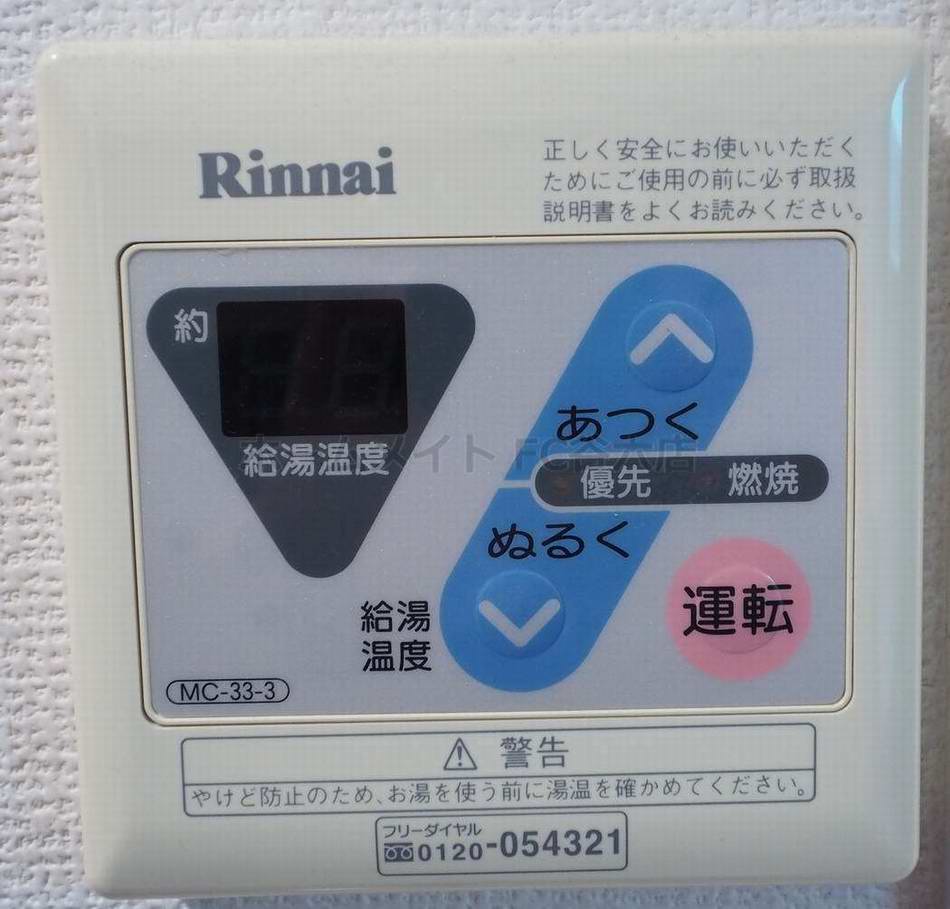 Rinnai
正しく安全にお使いいただく
ためにご使用の前に必ず取扱
説明書をよくお読みください。
約
給湯温度
あつく
優先 燃焼
ぬるく
給湯
温度
運転
MC-33-3
警告
やけど防止のため、お湯を使う前に湯温を確かめてください。
フリーダイヤル
0120-054321